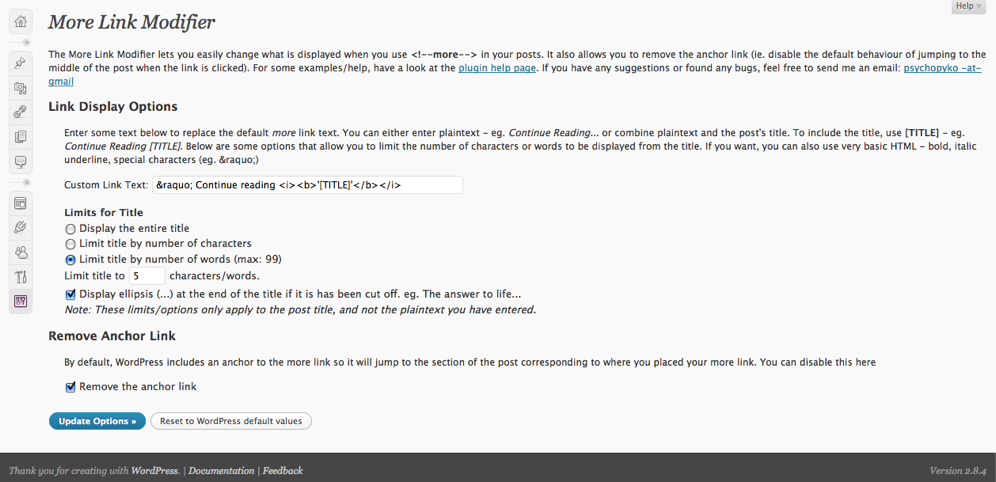 Help
More Link Modifier
The More Link Modifier lets you easily change what is displayed when you use <!--more--> in your posts. It also allows you to remove the anchor link (ie. disable the default behaviour of jumping to the
middle of the post when the link is clicked). For some examples/help, have a look at the plugin help page. If you have any suggestions or found any bugs, feel free to send me an email: psychopyko -at-
gmail
Link Display Options
Enter some text below to replace the default more link text. You can either enter plaintext - eg. Continue Reading... or combine plaintext and the post's title. To include the title, use [TITLE] - eg.
Continue Reading [TITLE]. Below are some options that allow you to limit the number of characters or words to be displayed from the title. If you want, you can also use very basic HTML - bold, italic
underline, special characters (eg. &raquo;)
Custom Link Text: &raquo; Continue reading <i><b>'[TITLE]'</b></i>
Limits for Title
Display the entire title
Limit title by number of characters
Limit title by number of words (max: 99)
Limit title to 5 characters/words.
Display ellipsis (...) at the end of the title if it is has been cut off. eg. The answer to life...
Note: These limits/options only apply to the post title, and not the plaintext you have entered.
Remove Anchor Link
By default, WordPress includes an anchor to the more link so it will jump to the section of the post corresponding to where you placed your more link. You can disable this here
Remove the anchor link
Update Options » Reset to WordPress default values
Thank you for creating with WordPress. | Documentation | Feedback Version 2.8.4